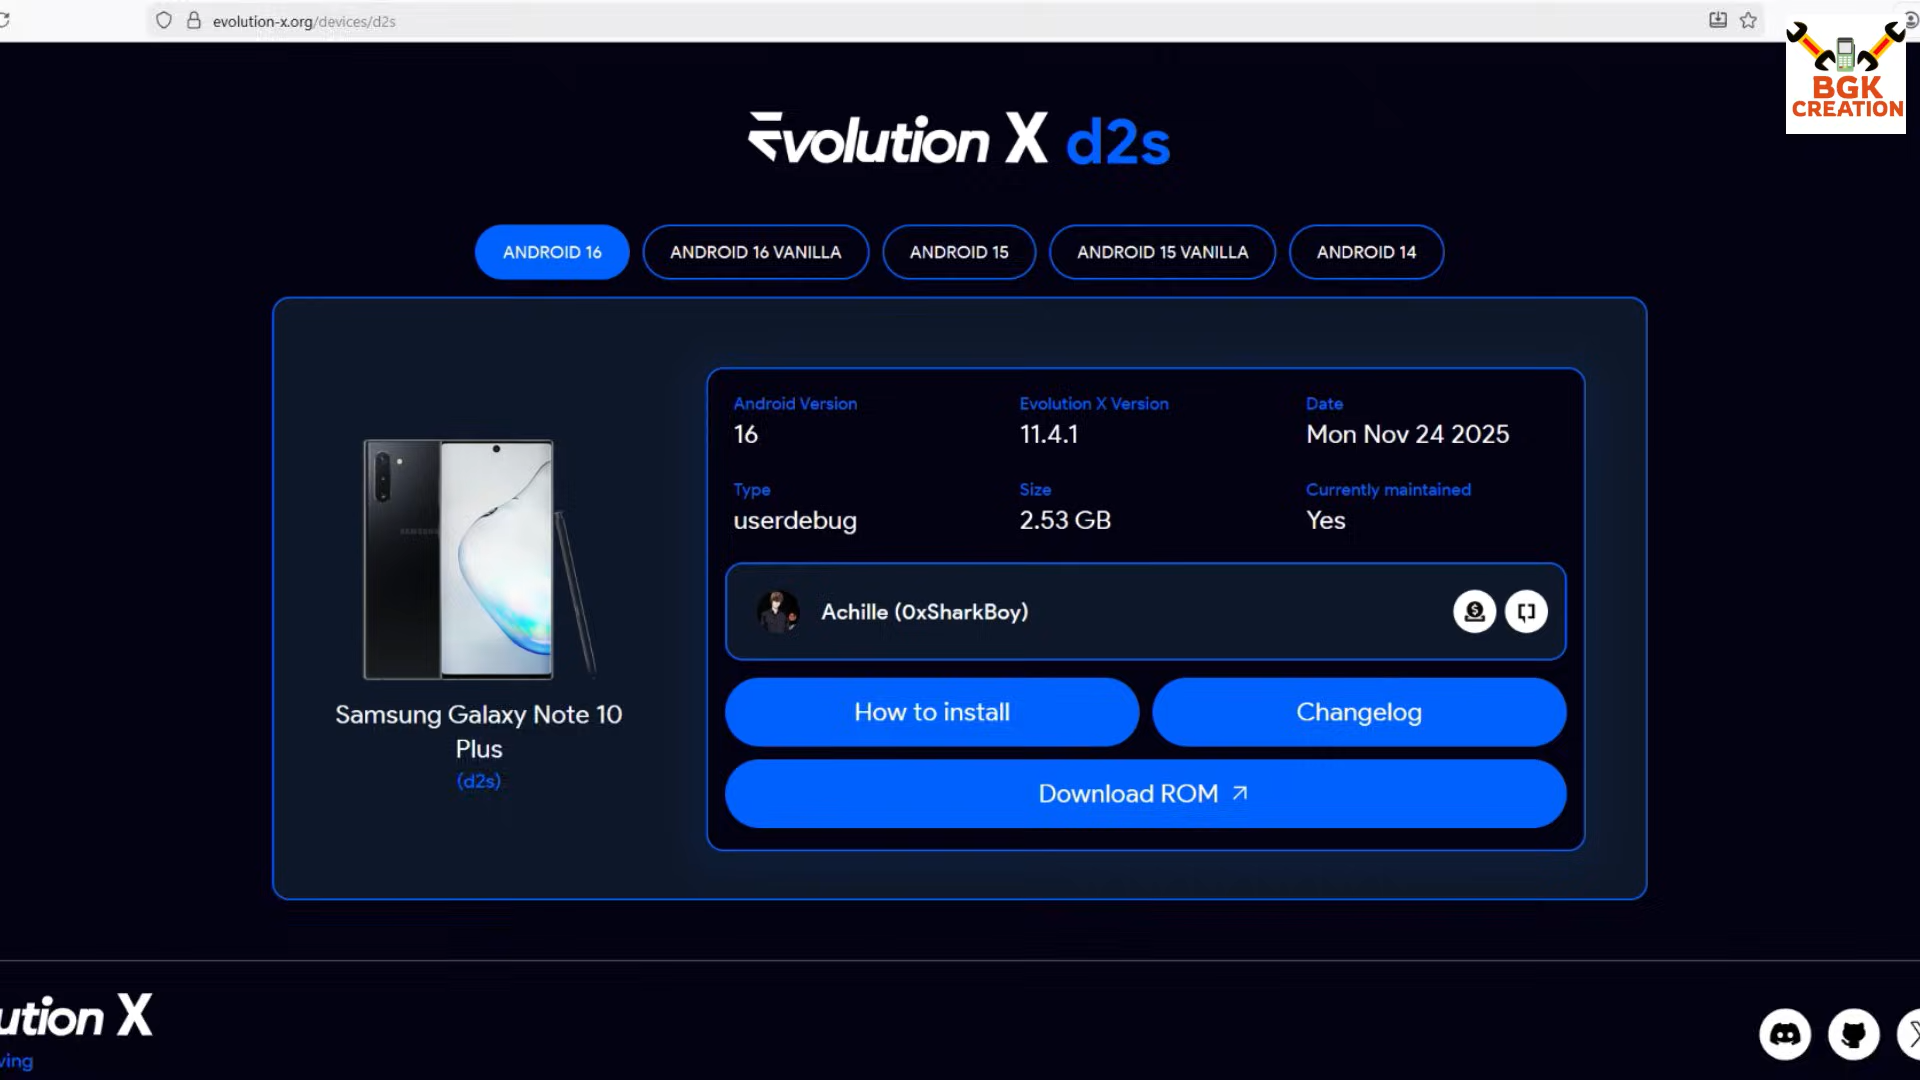 evolution-x.org/devices/d2s
BGK
CREATION
Evolution X d2s
ANDROID 16
ANDROID 16 VANILLA
ANDROID 15
ANDROID 15 VANILLA
ANDROID 14
Android Version
16
Evolution X Version
11.4.1
Date
Mon Nov 24 2025
Type
userdebug
Size
2.53 GB
Currently maintained
Yes
SAMSUNG
Achille (0xSharkBoy)
Samsung Galaxy Note 10
Plus
(d2s)
How to install
Changelog
Download ROM
ution X
ving